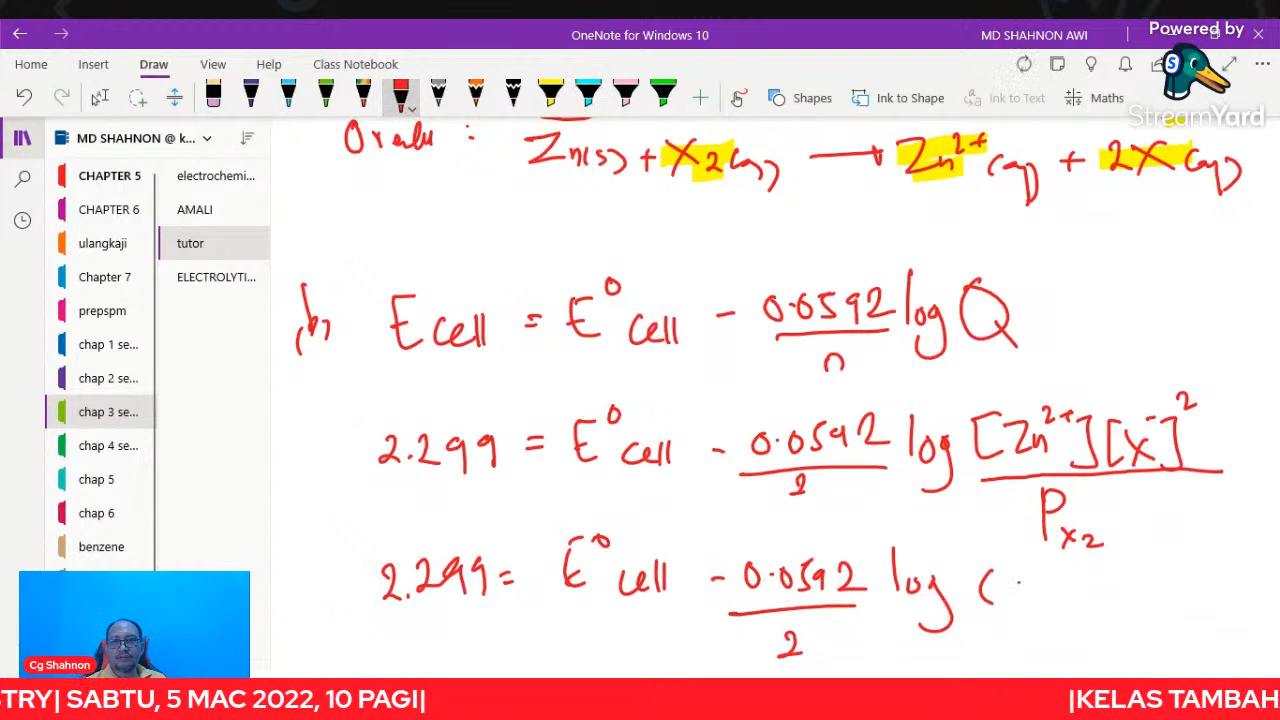 OneNote for Windows 10
MD SHAHNON AWI
Powered by
StreamYard
Home Insert Draw View Help Class Notebook
Shapes Ink to Shape Ink to Text Maths
MD SHAHNON @ k...
CHAPTER 5
CHAPTER 6
ulangkaji
Chapter 7
prepspm
chap 1 se...
chap 2 se...
chap 3 se...
chap 4 se...
chap 5
chap 6
benzene
electrochemi...
AMALI
tutor
ELECTROLYTI...
: Zn(s) + X2(g) → Zn²⁺(aq) + 2X(aq)
b) Ecell = E⁰cell - 0.0592/n log Q
2.299 = E⁰cell - 0.0592/2 log [Zn²⁺][X⁻]²/Px2
2.299 = E⁰cell - 0.0592/2 log (
Cg Shahnon
STRY| SABTU, 5 MAC 2022, 10 PAGI| |KELAS TAMBAH